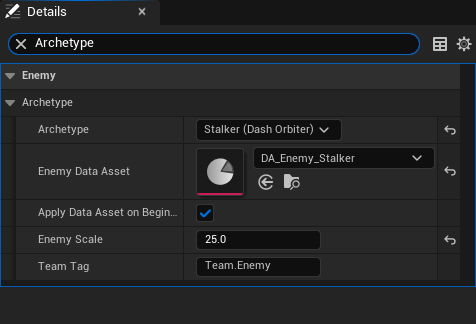 Details
Archetype
Enemy
Archetype
Archetype
Stalker (Dash Orbiter)
Enemy Data Asset
DA_Enemy_Stalker
Apply Data Asset on Begin...
Enemy Scale
25.0
Team Tag
Team.Enemy